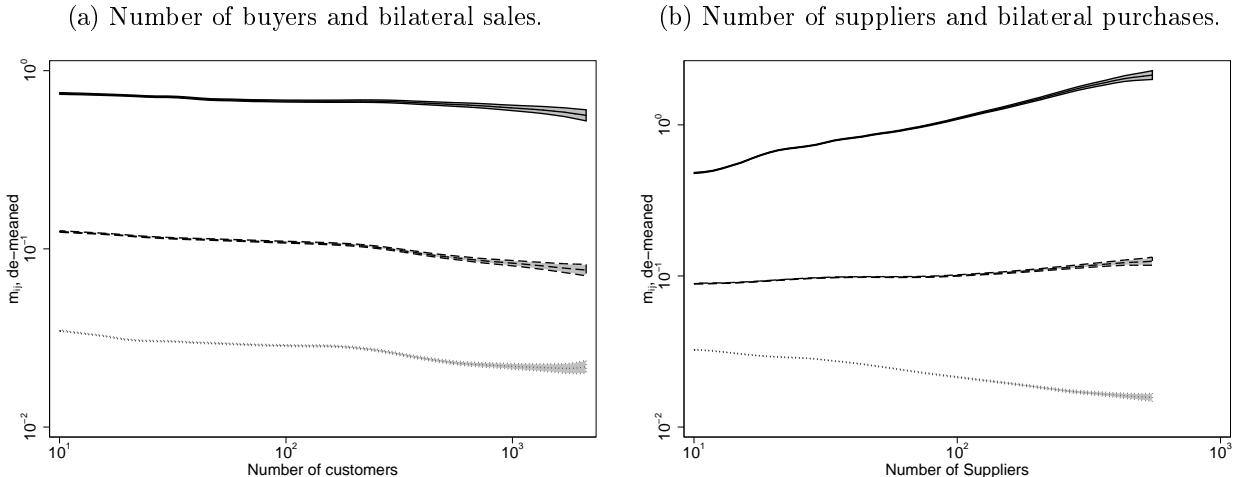 (a) Number of buyers and bilateral sales.
m_ij, de-meaned
10^0
10^-1
10^-2
10^1 10^2 10^3
Number of customers
(b) Number of suppliers and bilateral purchases.
m_ij, de-meaned
10^0
10^-1
10^-2
10^1 10^2 10^3
Number of Suppliers